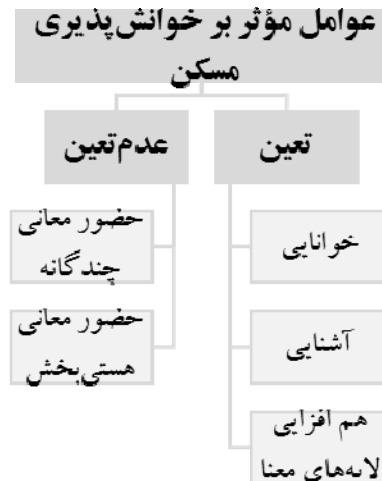 عوامل مؤثر بر خوانش‌پذیری
مسکن
تعین
خوانایی
آشنایی
هم افزایی
لایه‌های معنا
عدم‌تعین
حضور معانی
چندگانه
حضور معانی
هستی‌بخش